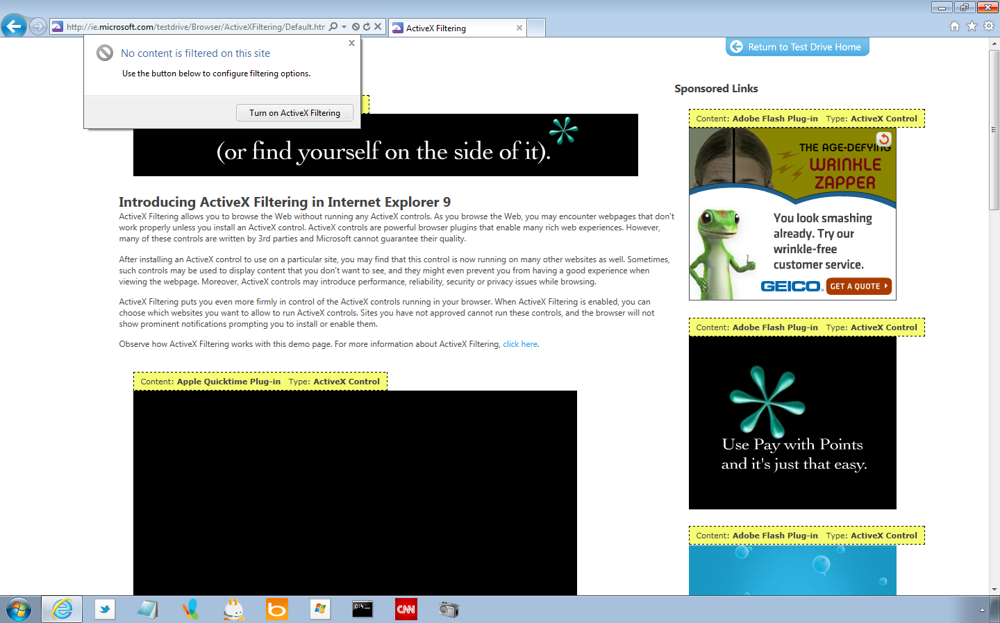 http://ie.microsoft.com/testdrive/Browser/ActiveXFiltering/Default.htm
ActiveX Filtering
No content is filtered on this site
Use the button below to configure filtering options.
Turn on ActiveX Filtering
Return to Test Drive Home
(or find yourself on the side of it).
Introducing ActiveX Filtering in Internet Explorer 9
ActiveX Filtering allows you to browse the Web without running any ActiveX controls. As you browse the Web, you may encounter webpages that don't
work properly unless you install an ActiveX control. ActiveX controls are powerful browser plugins that enable many rich web experiences. However,
many of these controls are written by 3rd parties and Microsoft cannot guarantee their quality.
After installing an ActiveX control to use on a particular site, you may find that this control is now running on many other websites as well. Sometimes,
such controls may be used to display content that you don't want to see, and they might even prevent you from having a good experience when
viewing the webpage. Moreover, ActiveX controls may introduce performance, reliability, security or privacy issues while browsing.
ActiveX Filtering puts you even more firmly in control of the ActiveX controls running in your browser. When ActiveX Filtering is enabled, you can
choose which websites you want to allow to run ActiveX controls. Sites you have not approved cannot run these controls, and the browser will not
show prominent notifications prompting you to install or enable them.
Observe how ActiveX Filtering works with this demo page. For more information about ActiveX Filtering, click here.
Content: Apple Quicktime Plug-in Type: ActiveX Control
Sponsored Links
Content: Adobe Flash Plug-in Type: ActiveX Control
THE AGE-DEFYING
WRINKLE
ZAPPER
You look smashing
already. Try our
wrinkle-free
customer service.
GEICO® GET A QUOTE
Content: Adobe Flash Plug-in Type: ActiveX Control
Use Pay with Points
and it's just that easy.
Content: Adobe Flash Plug-in Type: ActiveX Control
C:\
b
CNN